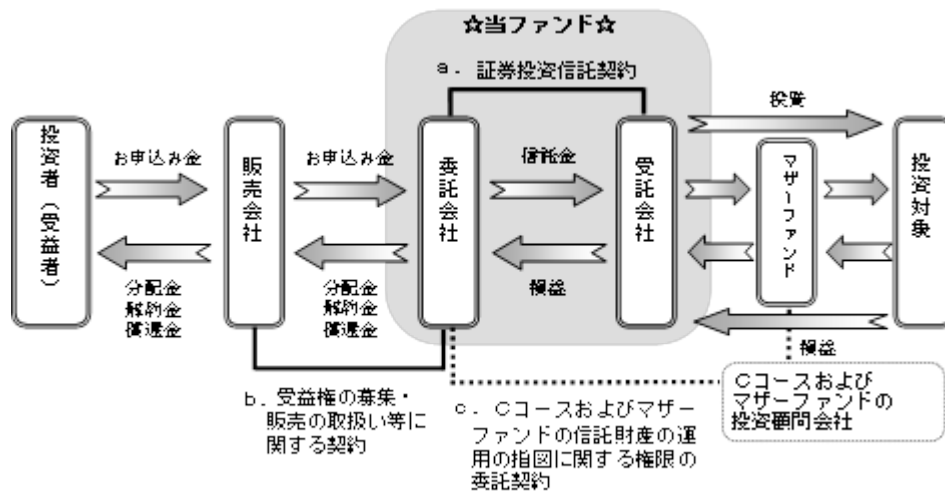 ☆当ファンド☆
a．証券投資信託契約
投資者（受益者）
お申込み金
分配金
解約金
償還金
販売会社
お申込み金
分配金
解約金
償還金
委託会社
信託金
損益
受託会社
投資
マザーファンド
損益
投資対象
b．受益権の募集・
販売の取扱い等に
関する契約
c．Cコースおよびマザー
ファンドの信託財産の運
用の指図に関する権限の
委託契約
Cコースおよび
マザーファンドの
投資顧問会社